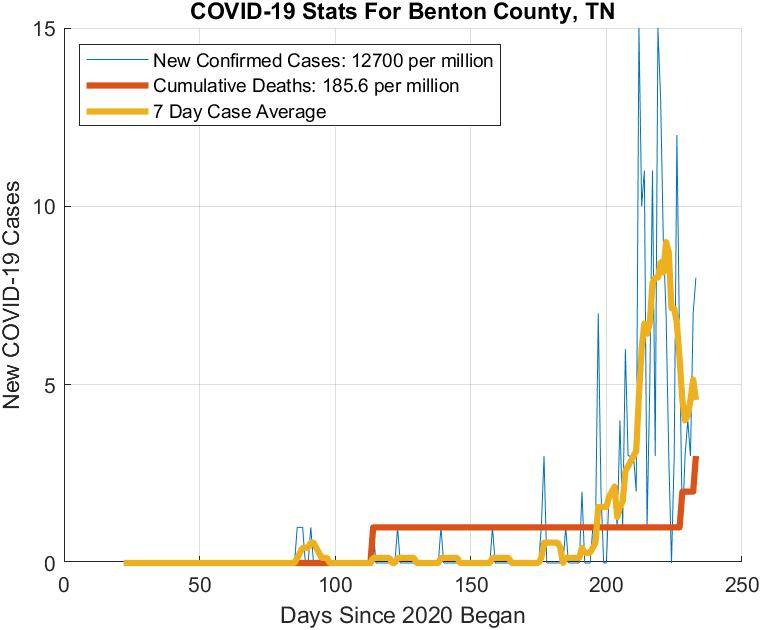 COVID-19 Stats For Benton County, TN
New Confirmed Cases: 12700 per million
Cumulative Deaths: 185.6 per million
7 Day Case Average
15
10
5
0
New COVID-19 Cases
0 50 100 150 200 250
Days Since 2020 Began